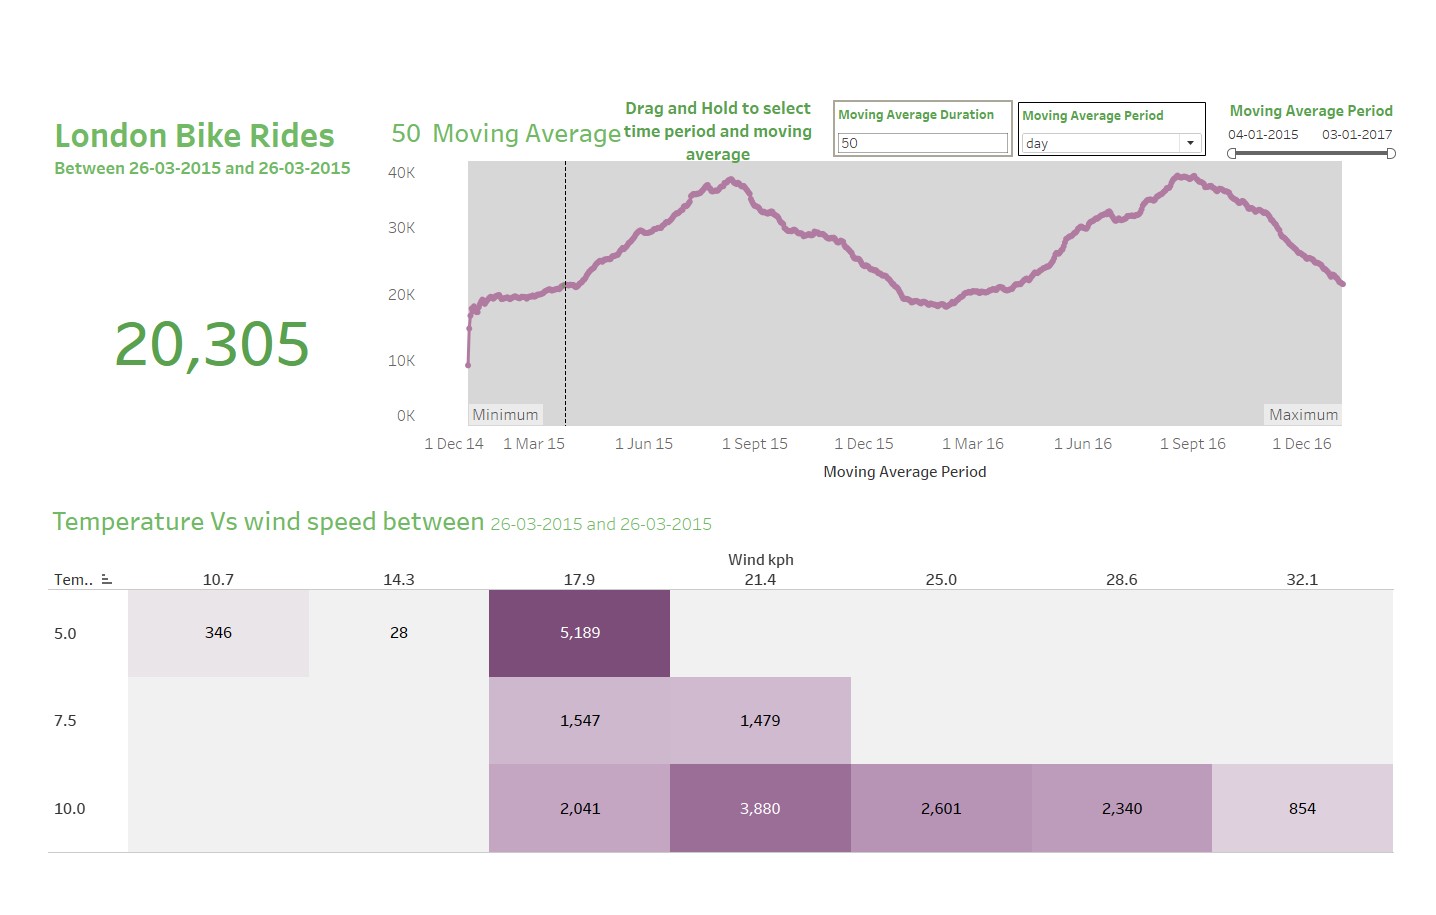 London Bike Rides
Between 26-03-2015 and 26-03-2015
20,305
50 Moving Average
Drag and Hold to select
time period and moving
average
Moving Average Duration
50
Moving Average Period
day
Moving Average Period
04-01-2015 03-01-2017
40K
30K
20K
10K
0K
Minimum
Maximum
1 Dec 14 1 Mar 15 1 Jun 15 1 Sept 15 1 Dec 15 1 Mar 16 1 Jun 16 1 Sept 16 1 Dec 16
Moving Average Period
Temperature Vs wind speed between 26-03-2015 and 26-03-2015
Wind kph
Tem.. 10.7 14.3 17.9 21.4 25.0 28.6 32.1
5.0 346 28 5,189
7.5 1,547 1,479
10.0 2,041 3,880 2,601 2,340 854